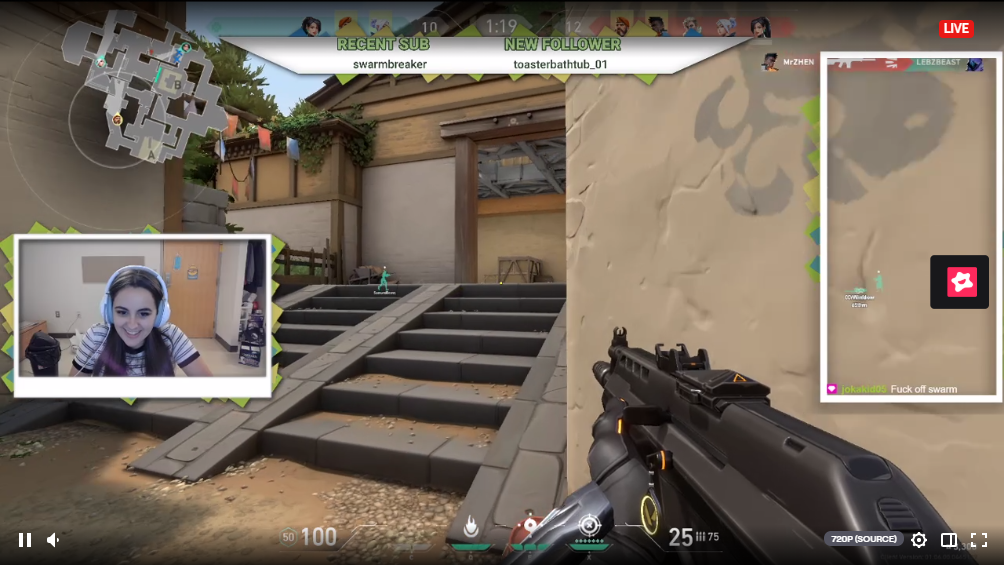 10
1:19
12
LIVE
RECENT SUB
NEW FOLLOWER
swarmbreaker
toasterbathtub_01
MrZHEN
LEBZBEAST
B
A
jokskid05 Fuck off swarm
50 100
25 75
720P (SOURCE)